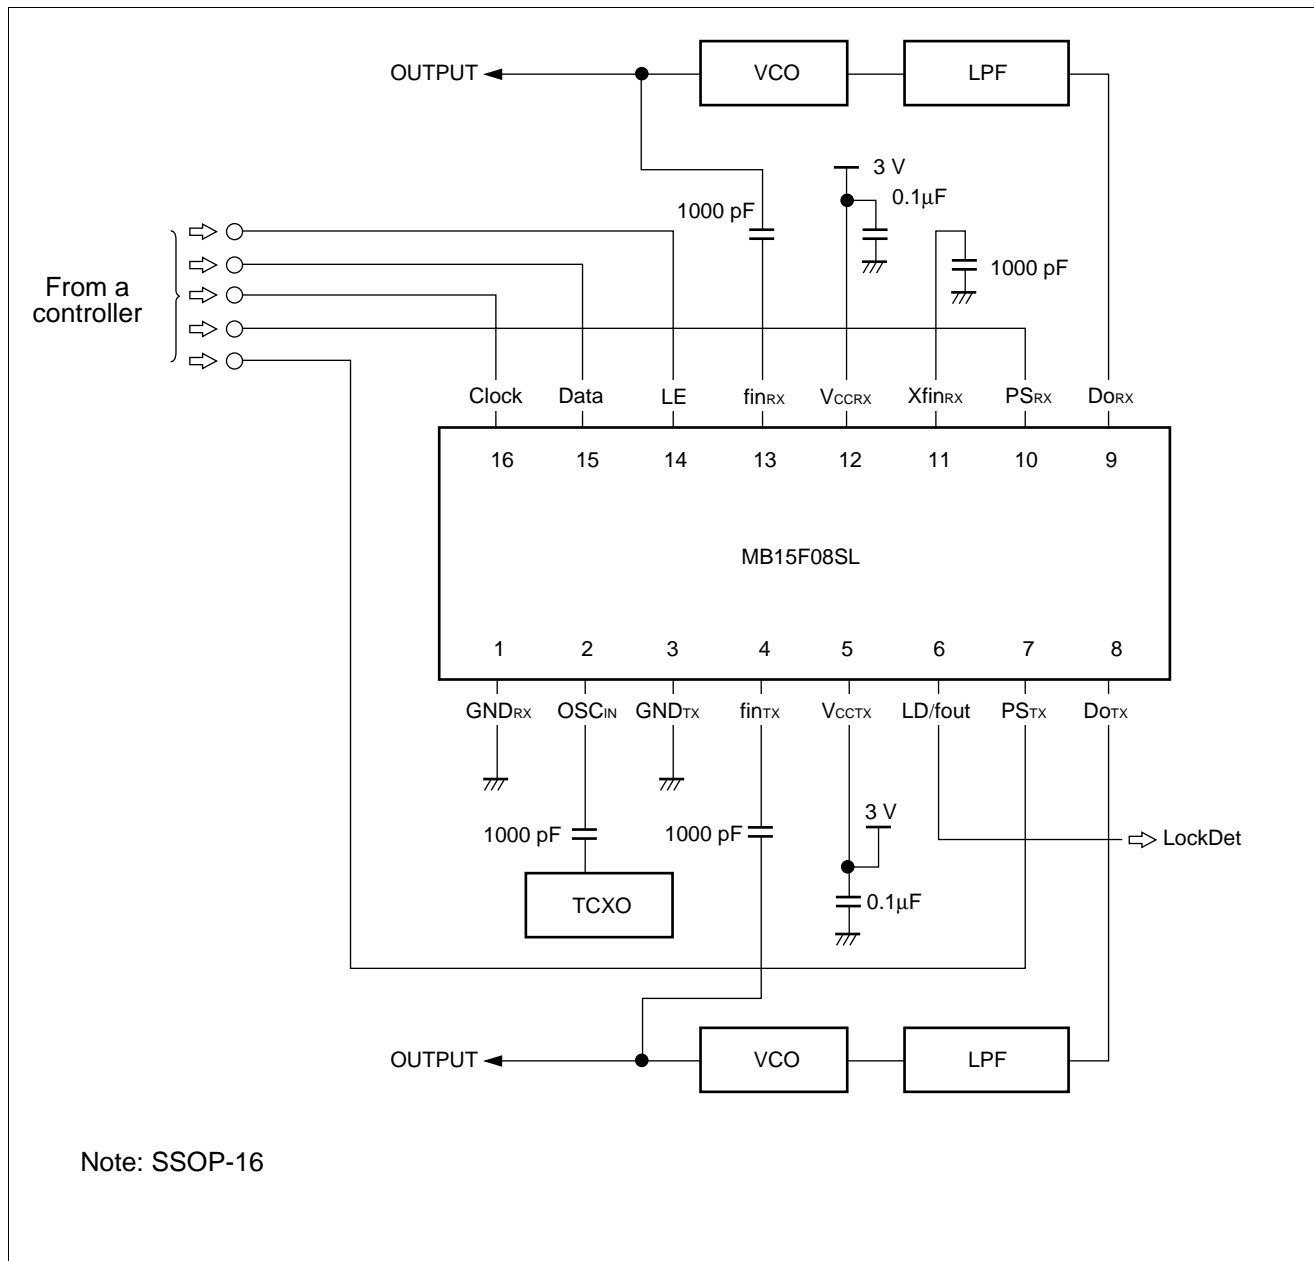 OUTPUT
VCO
LPF
3 V
0.1µF
1000 pF
1000 pF
From a
controller
Clock Data LE finRX VCCRX XfinRX PSRX DoRX
16 15 14 13 12 11 10 9
MB15F08SL
1 2 3 4 5 6 7 8
GNDRX OSCIN GNDTX finTX VCCTX LD/fout PSTX DoTX
3 V
1000 pF
1000 pF
LockDet
TCXO
0.1µF
OUTPUT
VCO
LPF
Note: SSOP-16